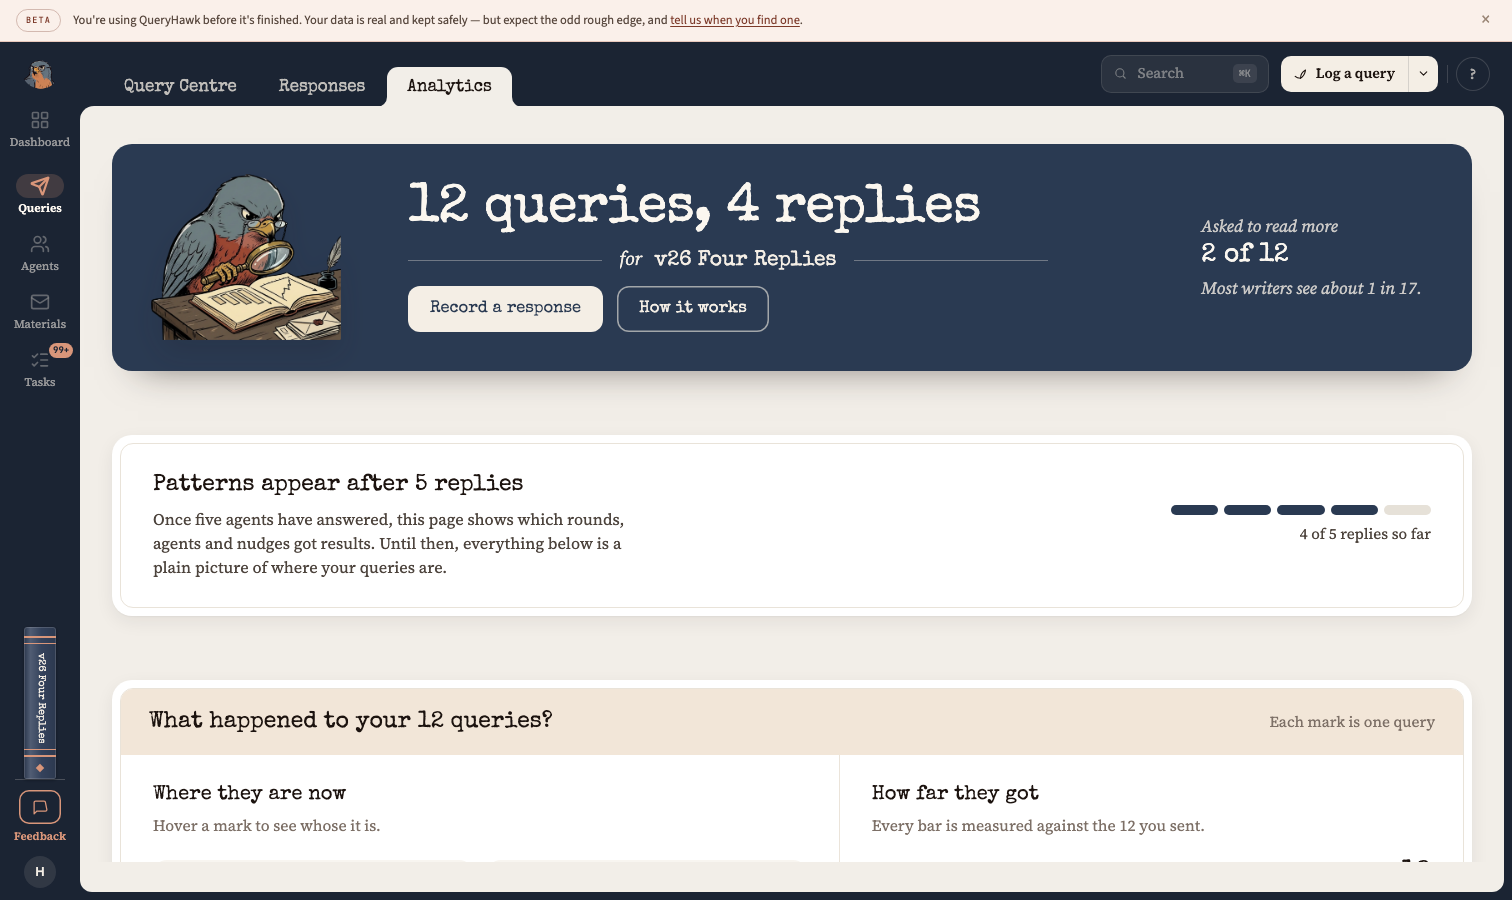 BETA
You're using QueryHawk before it's finished. Your data is real and kept safely — but expect the odd rough edge, and tell us when you find one.
×
Query Centre
Responses
Analytics
Search
⌘K
Log a query
?
Dashboard
Queries
Agents
Materials
99+
Tasks
v26 Four Replies
Feedback
H
12 queries, 4 replies
for v26 Four Replies
Record a response
How it works
Asked to read more
2 of 12
Most writers see about 1 in 17.
Patterns appear after 5 replies
Once five agents have answered, this page shows which rounds,
agents and nudges got results. Until then, everything below is a
plain picture of where your queries are.
4 of 5 replies so far
What happened to your 12 queries?
Each mark is one query
Where they are now
Hover a mark to see whose it is.
How far they got
Every bar is measured against the 12 you sent.